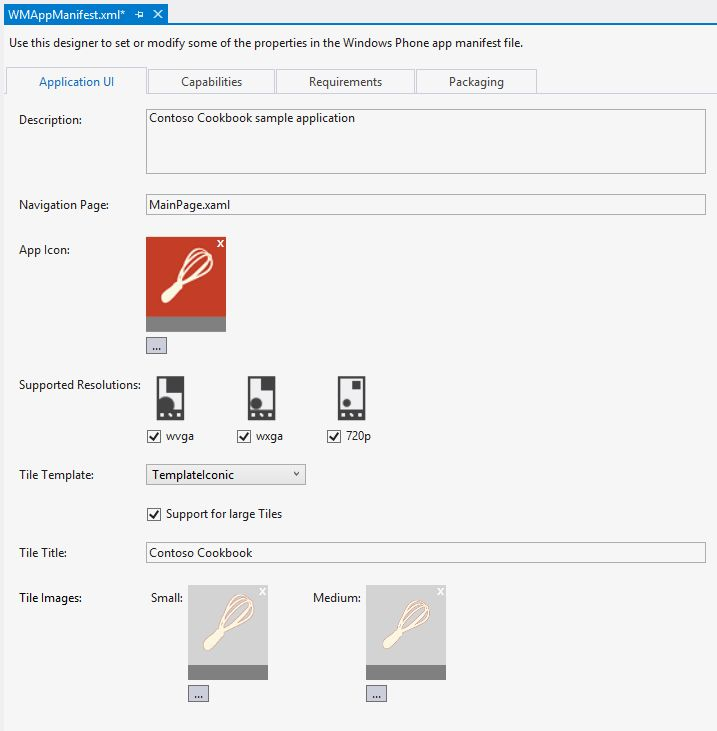 WMAppManifest.xml*
Use this designer to set or modify some of the properties in the Windows Phone app manifest file.
Application UI Capabilities Requirements Packaging
Description: Contoso Cookbook sample application
Navigation Page: MainPage.xaml
App Icon: X
...
Supported Resolutions:
wvga wxga 720p
Tile Template: TemplateIconic
Support for large Tiles
Tile Title: Contoso Cookbook
Tile Images: Small: X Medium: X
... ...